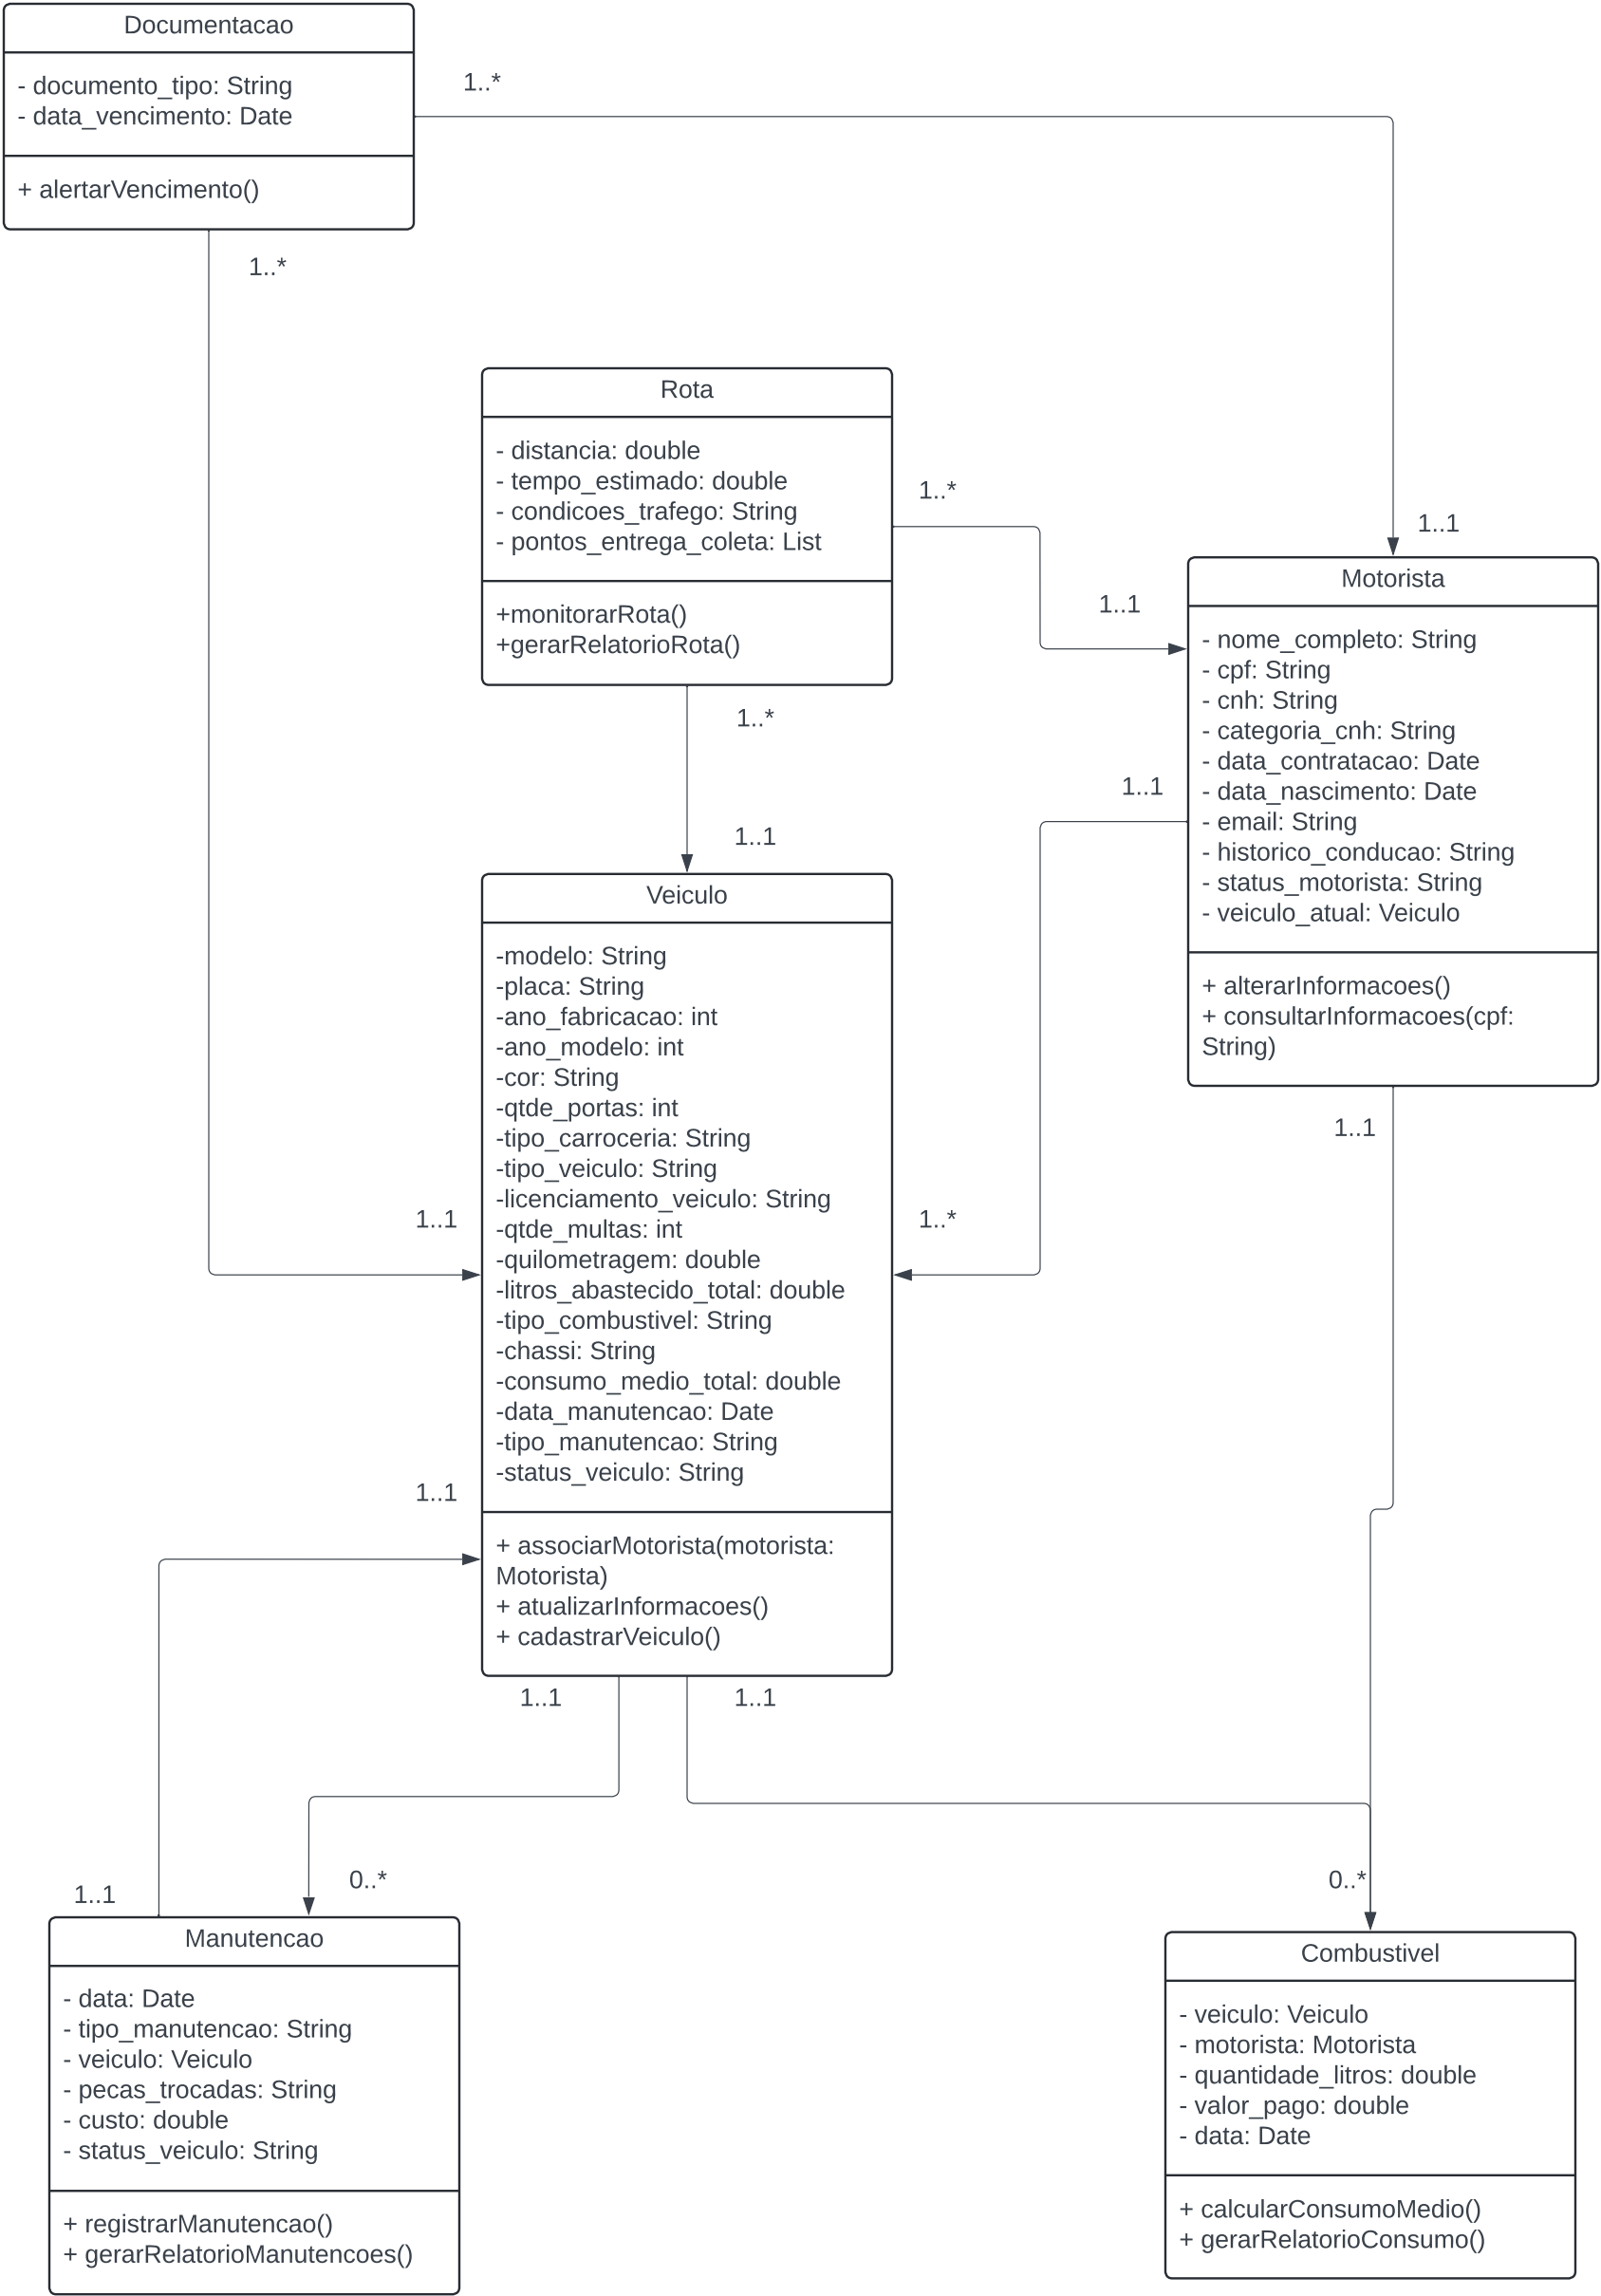 Documentacao
- documento_tipo: String
- data_vencimento: Date
+ alertarVencimento()
1..*
1..*
Rota
- distancia: double
- tempo_estimado: double
- condicoes_trafego: String
- pontos_entrega_coleta: List
+monitorarRota()
+gerarRelatorioRota()
1..*
1..1
1..1
1..*
1..1
Motorista
- nome_completo: String
- cpf: String
- cnh: String
- categoria_cnh: String
- data_contratacao: Date
- data_nascimento: Date
- email: String
- historico_conducao: String
- status_motorista: String
- veiculo_atual: Veiculo
+ alterarInformacoes()
+ consultarInformacoes(cpf:
String)
1..1
1..1
Veiculo
-modelo: String
-placa: String
-ano_fabricacao: int
-ano_modelo: int
-cor: String
-qtde_portas: int
-tipo_carroceria: String
-tipo_veiculo: String
-licenciamento_veiculo: String
-qtde_multas: int
-quilometragem: double
-litros_abastecido_total: double
-tipo_combustivel: String
-chassi: String
-consumo_medio_total: double
-data_manutencao: Date
-tipo_manutencao: String
-status_veiculo: String
+ associarMotorista(motorista:
Motorista)
+ atualizarInformacoes()
+ cadastrarVeiculo()
1..1
1..*
1..1
1..1
1..1
1..1
0..*
0..*
Manutencao
- data: Date
- tipo_manutencao: String
- veiculo: Veiculo
- pecas_trocadas: String
- custo: double
- status_veiculo: String
+ registrarManutencao()
+ gerarRelatorioManutencoes()
Combustivel
- veiculo: Veiculo
- motorista: Motorista
- quantidade_litros: double
- valor_pago: double
- data: Date
+ calcularConsumoMedio()
+ gerarRelatorioConsumo()